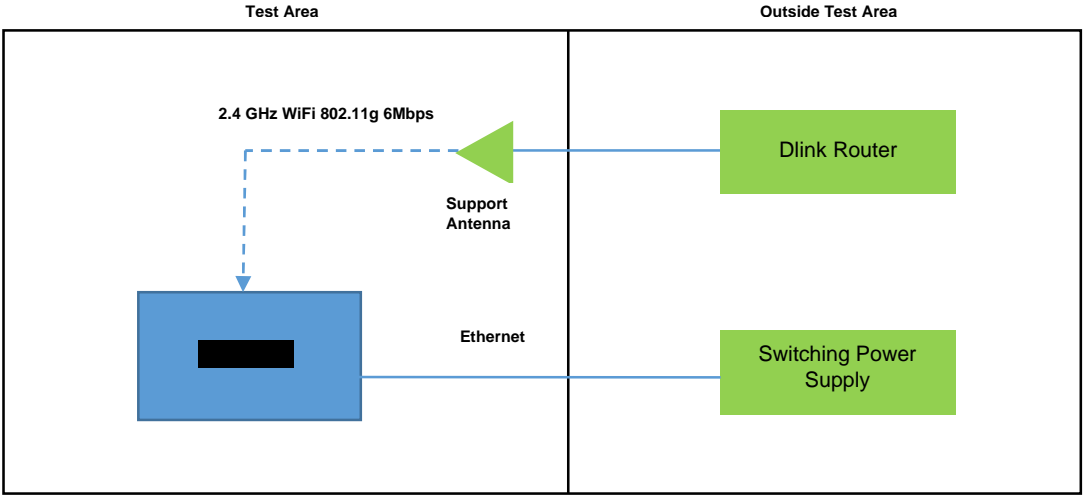 Test Area
Outside Test Area
2.4 GHz WiFi 802.11g 6Mbps
Dlink Router
Support
Antenna
Ethernet
Switching Power
Supply